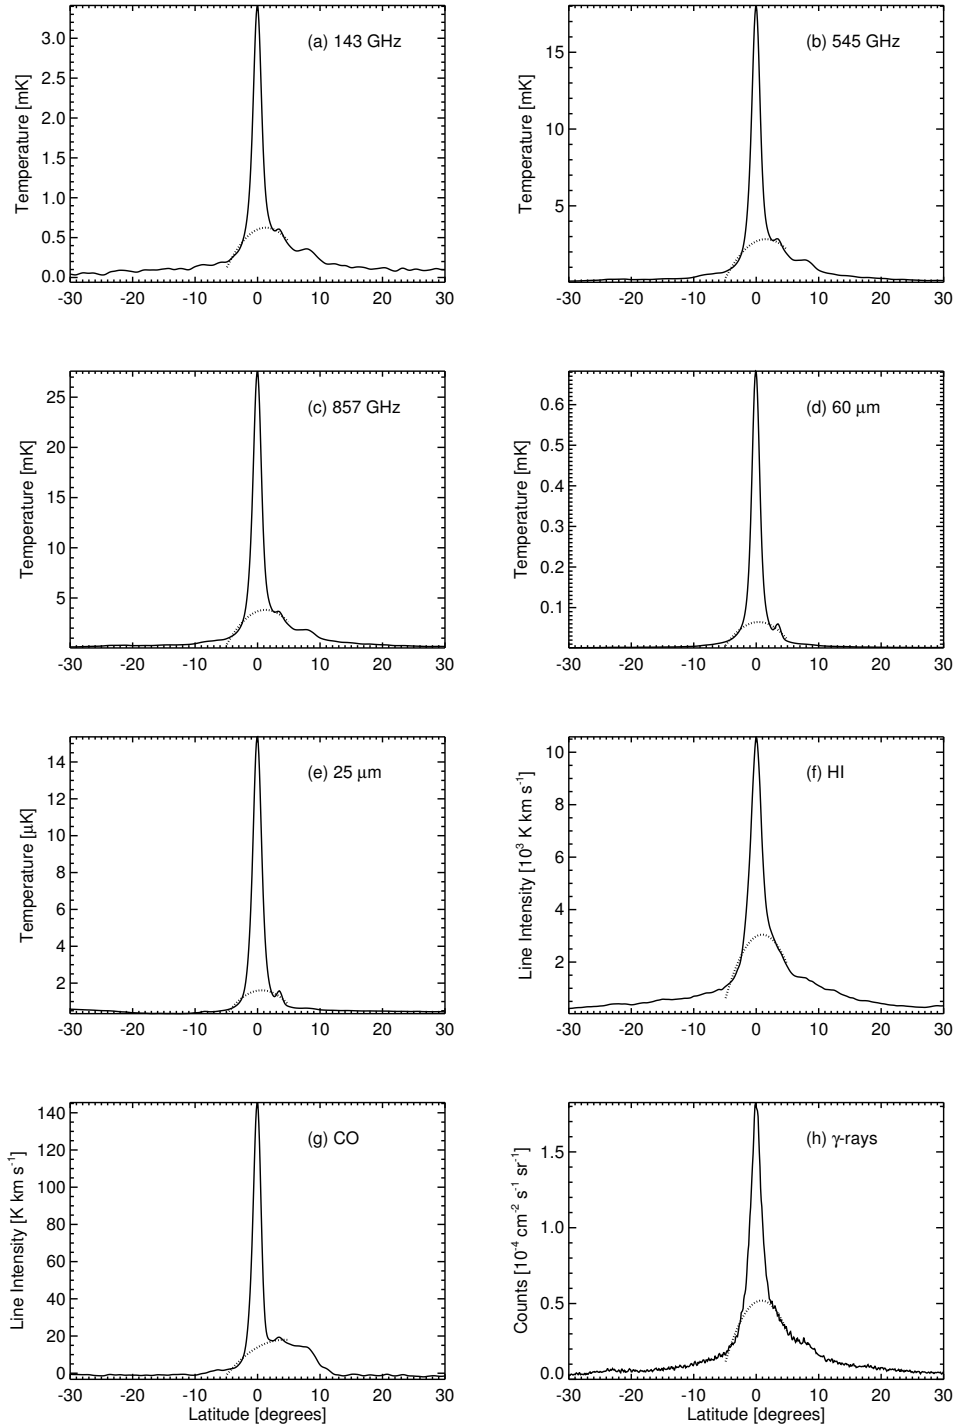 (a) 143 GHz
Temperature [mK]
3.0
2.5
2.0
1.5
1.0
0.5
0.0
-30 -20 -10 0 10 20 30
(b) 545 GHz
Temperature [mK]
15
10
5
-30 -20 -10 0 10 20 30
(c) 857 GHz
Temperature [mK]
25
20
15
10
5
-30 -20 -10 0 10 20 30
(d) 60 μm
Temperature [mK]
0.6
0.5
0.4
0.3
0.2
0.1
-30 -20 -10 0 10 20 30
(e) 25 μm
Temperature [μK]
14
12
10
8
6
4
2
-30 -20 -10 0 10 20 30
(f) HI
Line Intensity [10³ K km s⁻¹]
10
8
6
4
2
-30 -20 -10 0 10 20 30
(g) CO
Line Intensity [K km s⁻¹]
140
120
100
80
60
40
20
0
-30 -20 -10 0 10 20 30
Latitude [degrees]
(h) γ-rays
Counts [10⁻⁴ cm⁻² s⁻¹ sr⁻¹]
1.5
1.0
0.5
0.0
-30 -20 -10 0 10 20 30
Latitude [degrees]